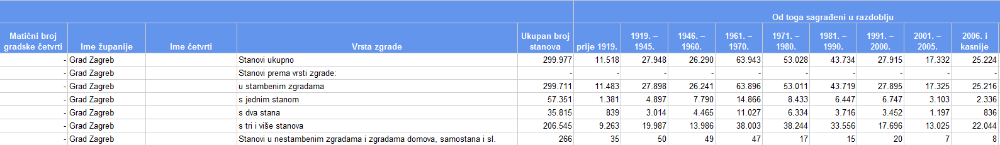 Od toga sagrađeni u razdoblju
Matični broj gradske četvrti Ime županije Ime četvrti Vrsta zgrade Ukupan broj stanova prije 1919. 1919. – 1945. 1946. – 1960. 1961. – 1970. 1971. – 1980. 1981. – 1990. 1991. – 2000. 2001. – 2005. 2006. i kasnije
- Grad Zagreb Stanovi ukupno 299.977 11.518 27.948 26.290 63.943 53.028 43.734 27.915 17.332 25.224
- Grad Zagreb Stanovi prema vrsti zgrade: - - - - - - - - - -
- Grad Zagreb u stambenim zgradama 299.711 11.483 27.898 26.241 63.896 53.011 43.719 27.895 17.325 25.216
- Grad Zagreb s jednim stanom 57.351 1.381 4.897 7.790 14.866 8.433 6.447 6.747 3.103 2.336
- Grad Zagreb s dva stana 35.815 839 3.014 4.465 11.027 6.334 3.716 3.452 1.197 836
- Grad Zagreb s tri i više stanova 206.545 9.263 19.987 13.986 38.003 38.244 33.556 17.696 13.025 22.044
- Grad Zagreb Stanovi u nestambenim zgradama i zgradama domova, samostana i sl. 266 35 50 49 47 17 15 20 7 8